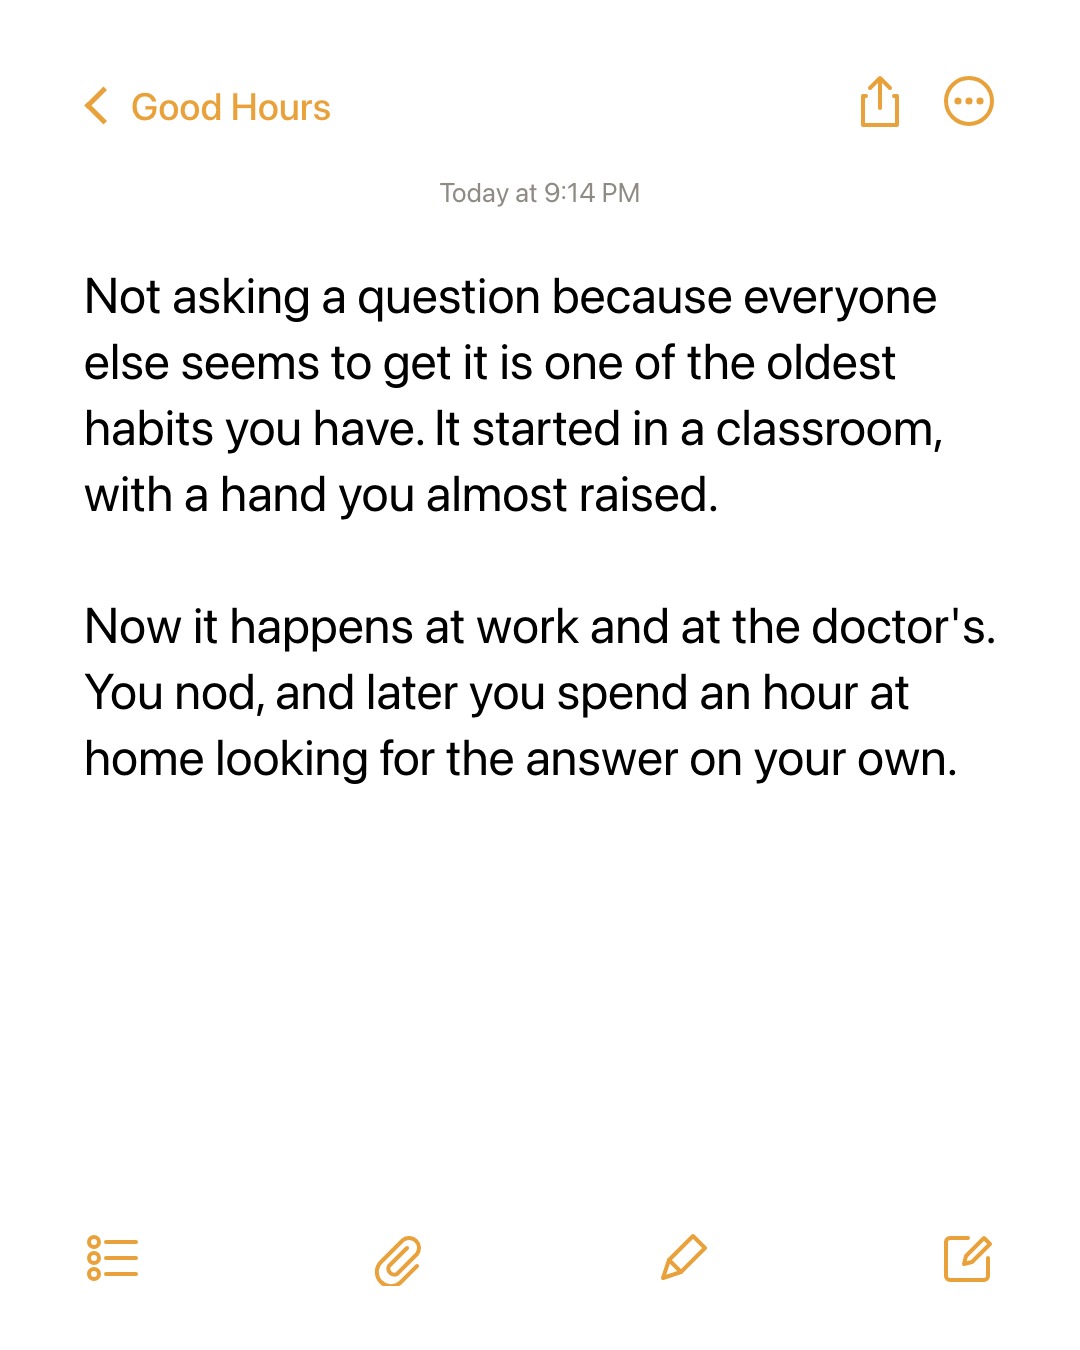 Good Hours
Today at 9:14 PM
Not asking a question because everyone
else seems to get it is one of the oldest
habits you have. It started in a classroom,
with a hand you almost raised.
Now it happens at work and at the doctor's.
You nod, and later you spend an hour at
home looking for the answer on your own.